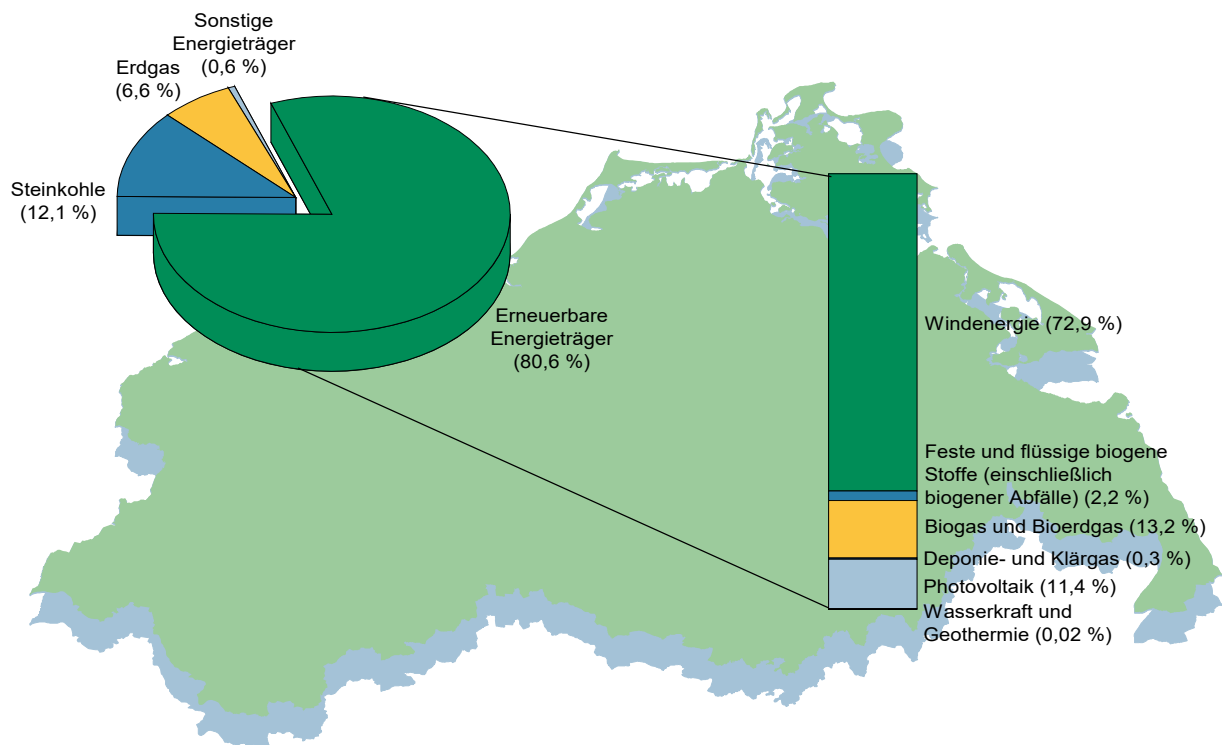 Sonstige
Energieträger
(0,6 %)
Erdgas
(6,6 %)
Steinkohle
(12,1 %)
Erneuerbare
Energieträger
(80,6 %)
Windenergie (72,9 %)
Feste und flüssige biogene
Stoffe (einschließlich
biogener Abfälle) (2,2 %)
Biogas und Bioerdgas (13,2 %)
Deponie- und Klärgas (0,3 %)
Photovoltaik (11,4 %)
Wasserkraft und
Geothermie (0,02 %)